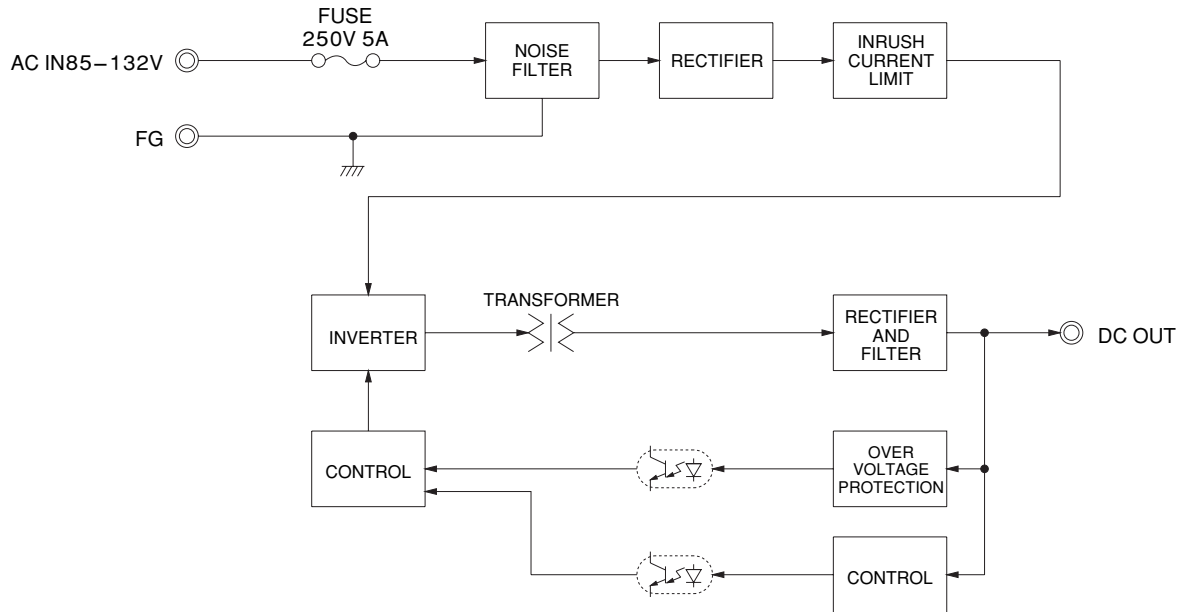 FUSE
250V 5A
AC IN85–132V
NOISE
FILTER
RECTIFIER
INRUSH
CURRENT
LIMIT
FG
TRANSFORMER
INVERTER
RECTIFIER
AND
FILTER
DC OUT
CONTROL
OVER
VOLTAGE
PROTECTION
CONTROL